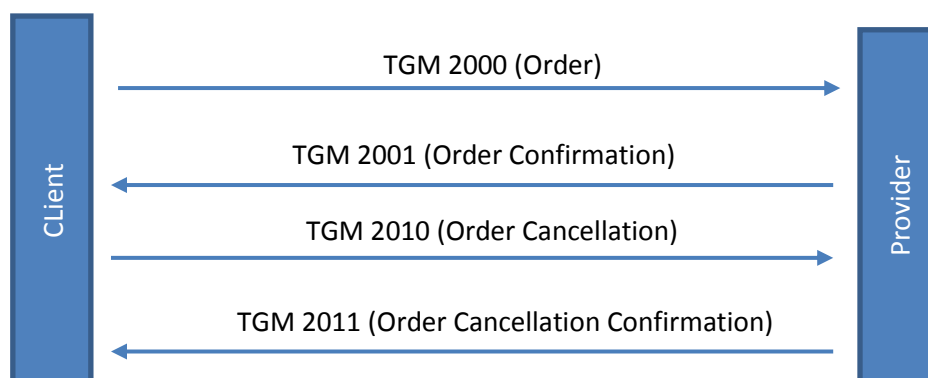 TGM 2000 (Order)
TGM 2001 (Order Confirmation)
TGM 2010 (Order Cancellation)
TGM 2011 (Order Cancellation Confirmation)
CLient
Provider